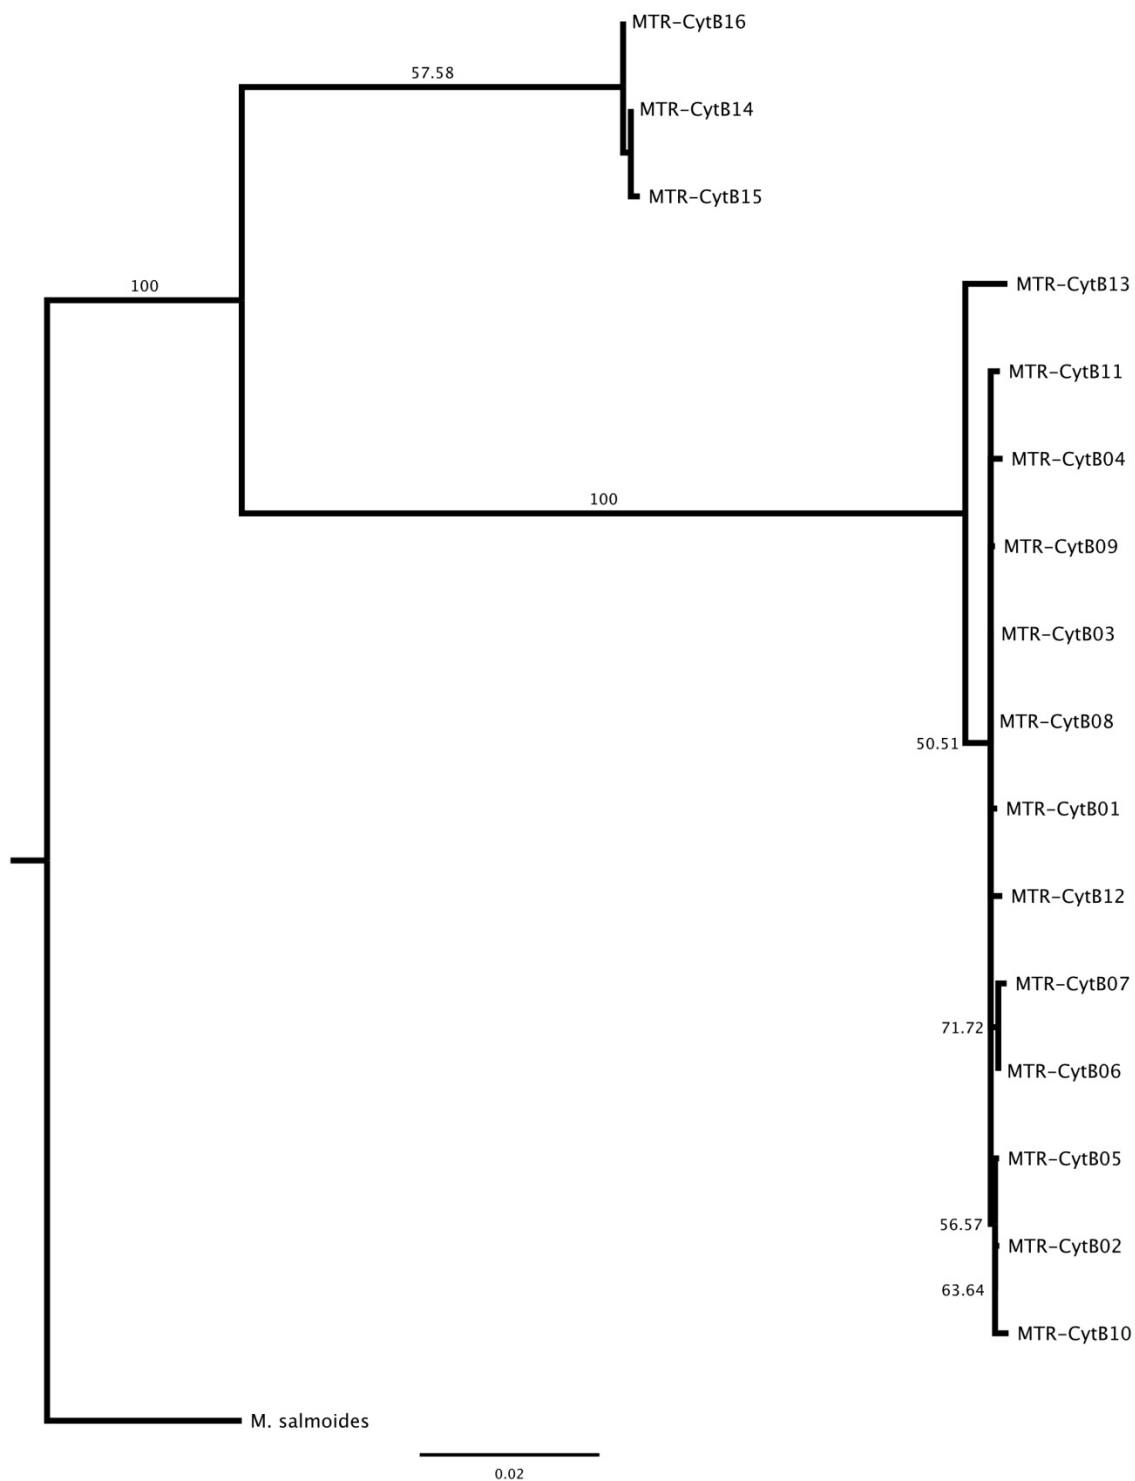 MTR–CytB16
57.58
MTR–CytB14
MTR–CytB15
MTR–CytB13
100
MTR–CytB11
MTR–CytB04
100
MTR–CytB09
MTR–CytB03
MTR–CytB08
50.51
MTR–CytB01
MTR–CytB12
MTR–CytB07
71.72
MTR–CytB06
MTR–CytB05
56.57
MTR–CytB02
63.64
MTR–CytB10
M. salmoides
0.02